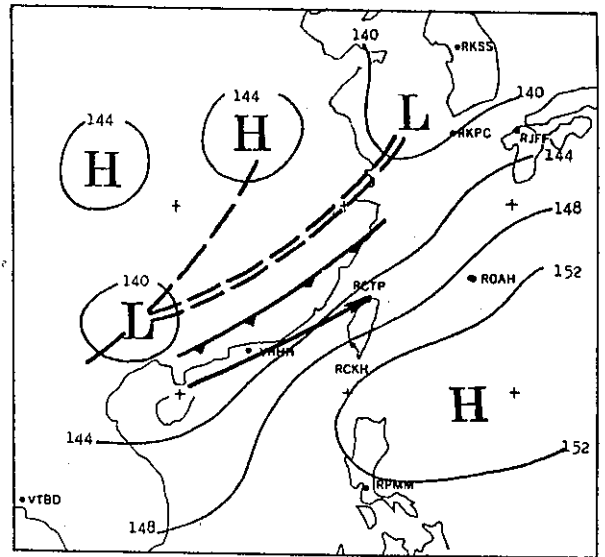 140
RKSS
144
140
144
H
L
RKPC
RJFF
H
144
148
140
152
ROAH
L
RCTP
VHHH
RCKH
H
144
152
RPMM
VTBD
148